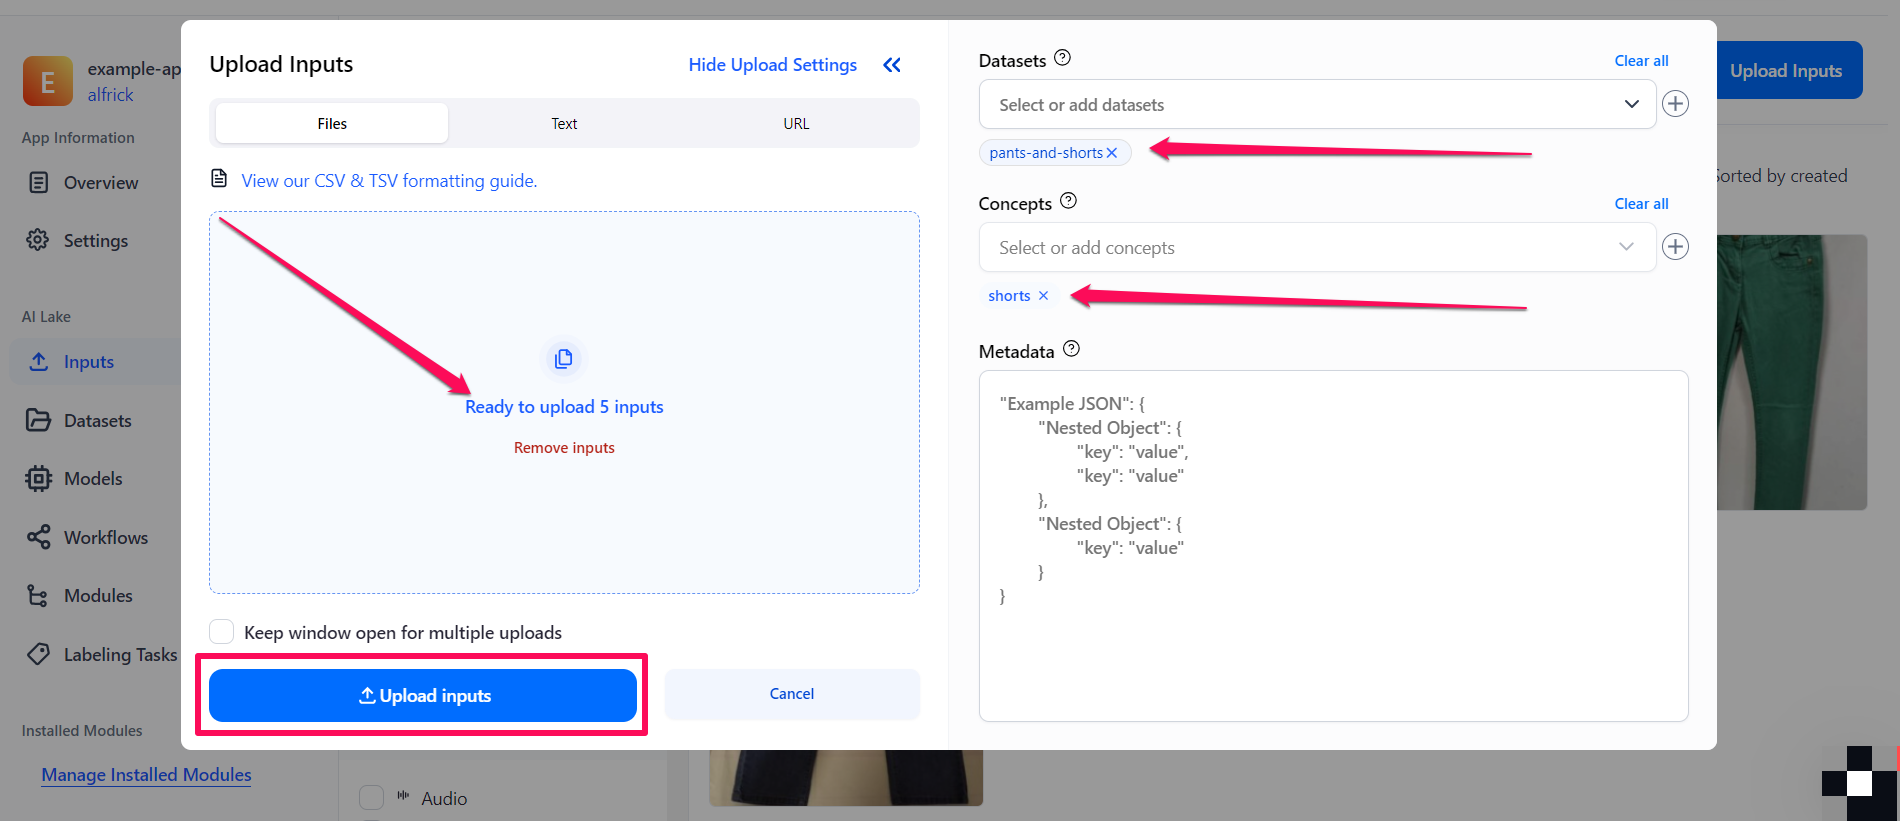 E
example-ap
alfrick
App Information
Overview
Settings
AI Lake
Inputs
Datasets
Models
Workflows
Modules
Labeling Tasks
Installed Modules
Manage Installed Modules
Upload Inputs
Hide Upload Settings
Files
Text
URL
View our CSV & TSV formatting guide.
Ready to upload 5 inputs
Remove inputs
Keep window open for multiple uploads
Upload inputs
Cancel
Audio
Datasets
Clear all
Select or add datasets
pants-and-shorts
Concepts
Clear all
Select or add concepts
shorts
Metadata
"Example JSON": {
"Nested Object": {
"key": "value",
"key": "value"
},
"Nested Object": {
"key": "value"
}
}
Upload Inputs
Sorted by created